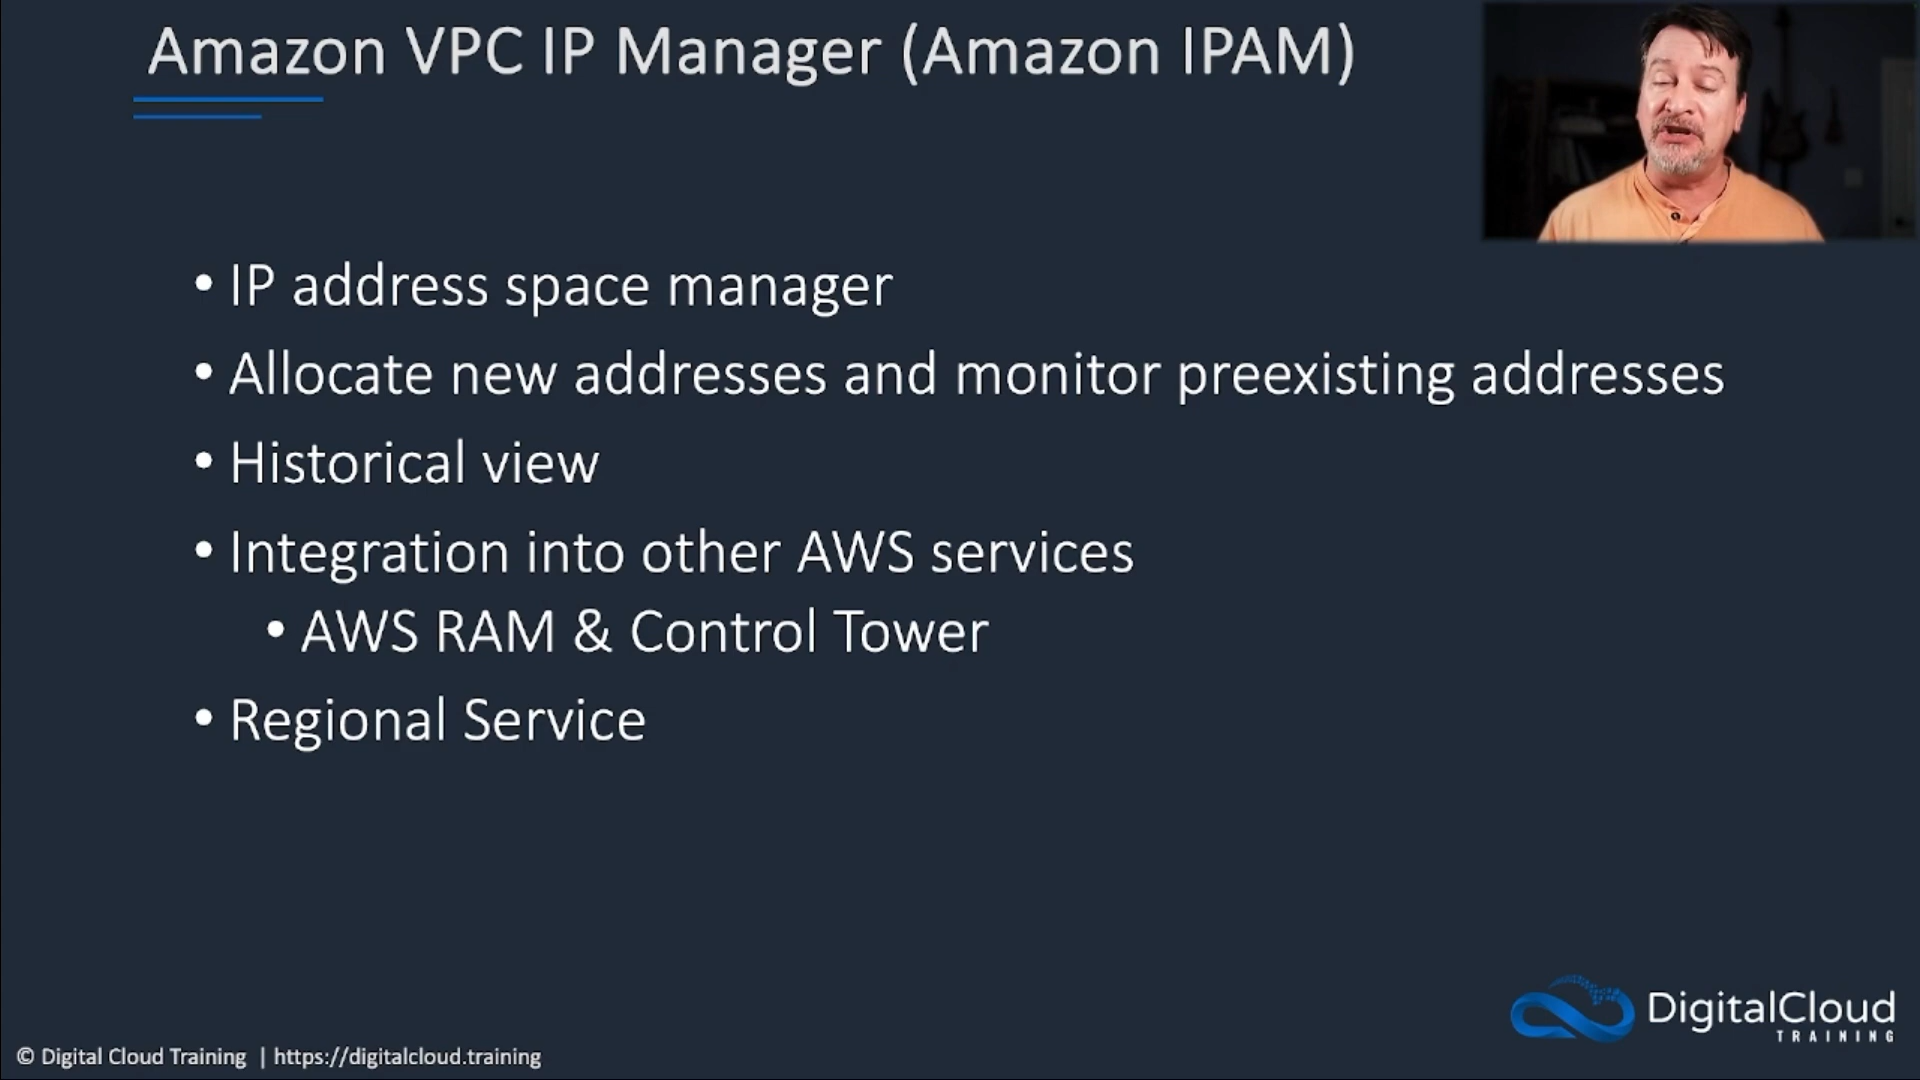 Amazon VPC IP Manager (Amazon IPAM)
• IP address space manager
• Allocate new addresses and monitor preexisting addresses
• Historical view
• Integration into other AWS services
• AWS RAM & Control Tower
• Regional Service
DigitalCloud
TRAINING
© Digital Cloud Training | https://digitalcloud.training